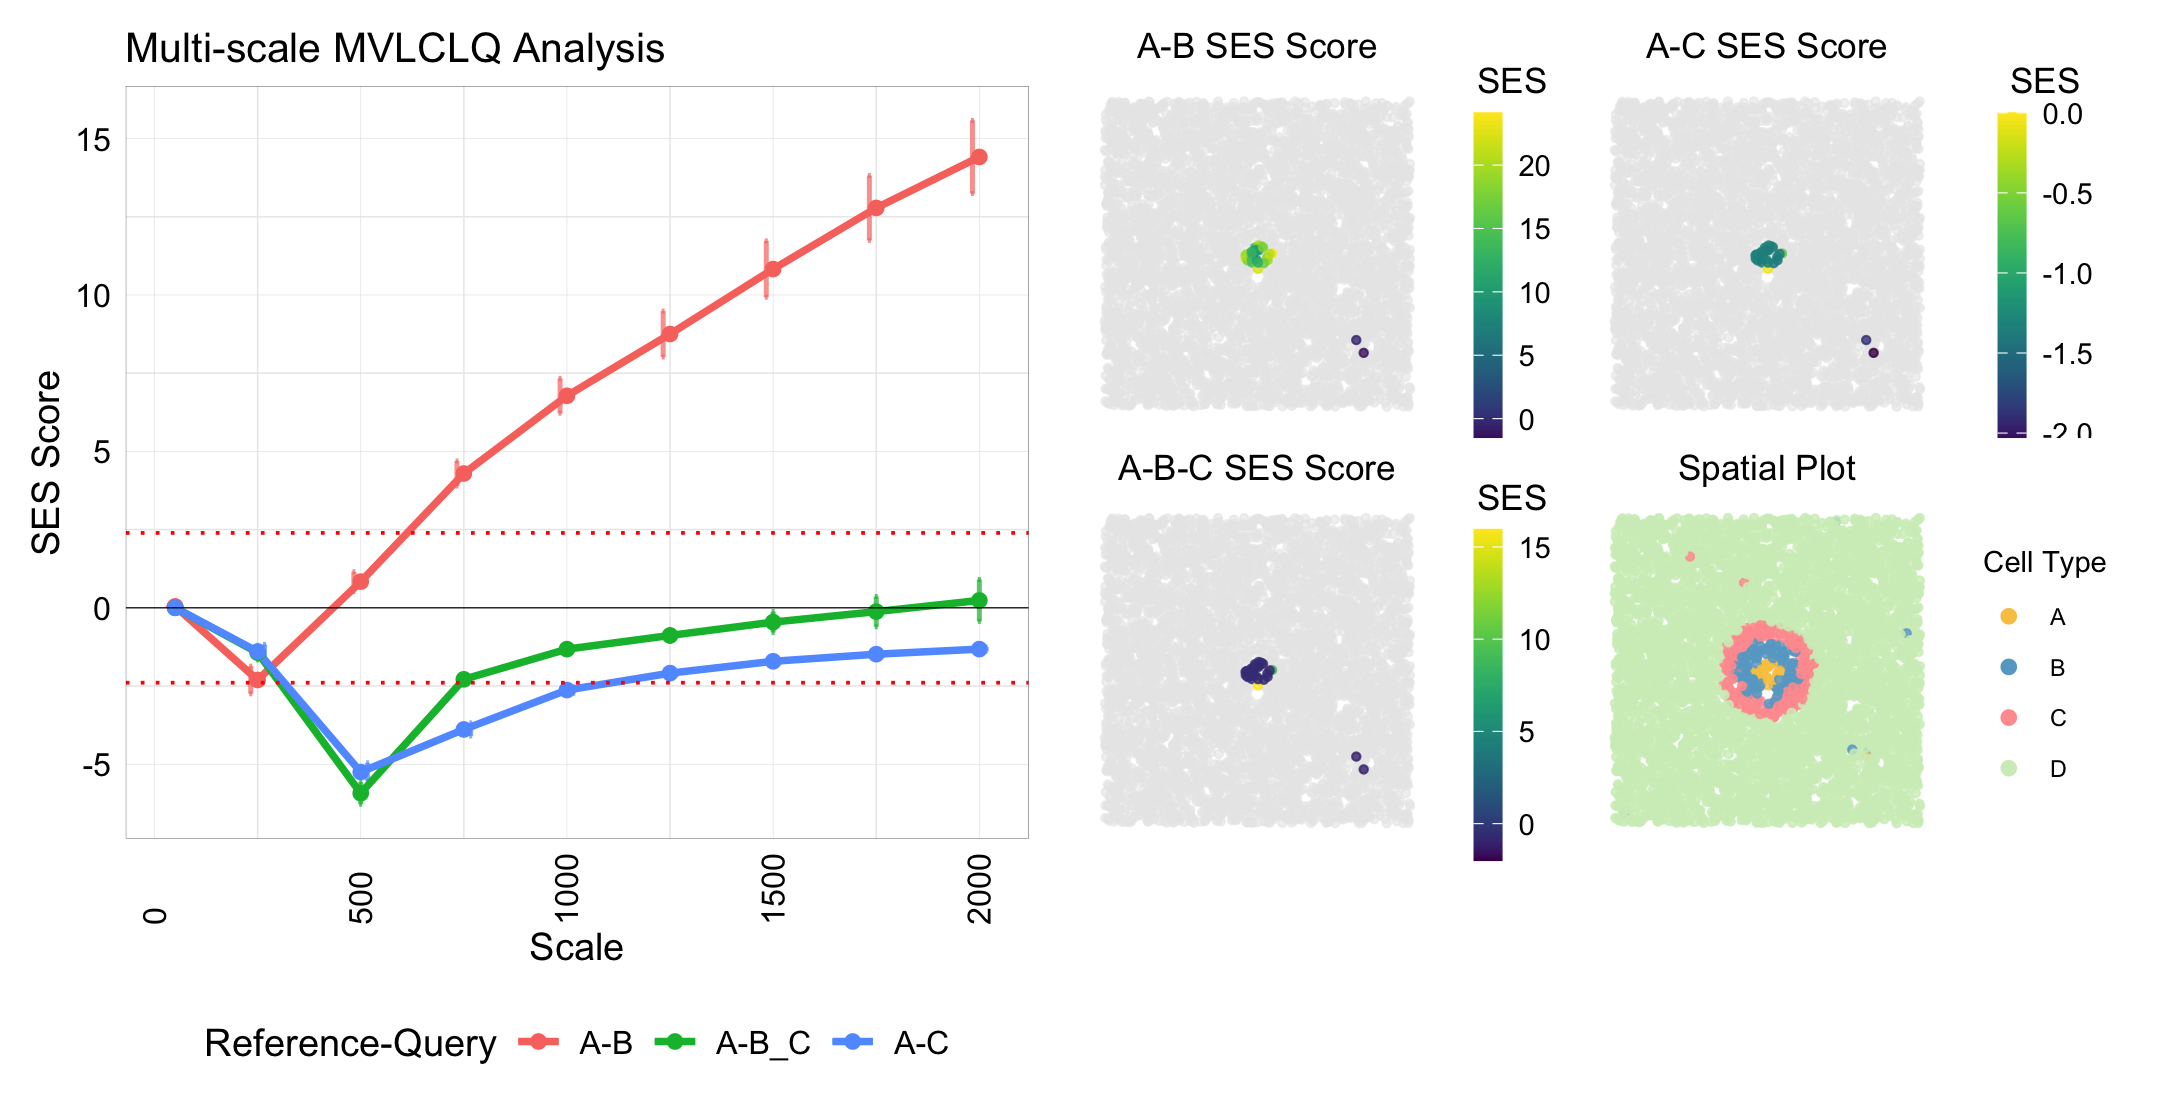 Multi-scale MVLCLQ Analysis
SES Score
15
10
5
0
-5
0
500
1000
1500
2000
Scale
Reference-Query
A-B
A-B_C
A-C
A-B SES Score
SES
20
15
10
5
0
A-C SES Score
SES
0.0
-0.5
-1.0
-1.5
-2.0
A-B-C SES Score
SES
15
10
5
0
Spatial Plot
Cell Type
A
B
C
D